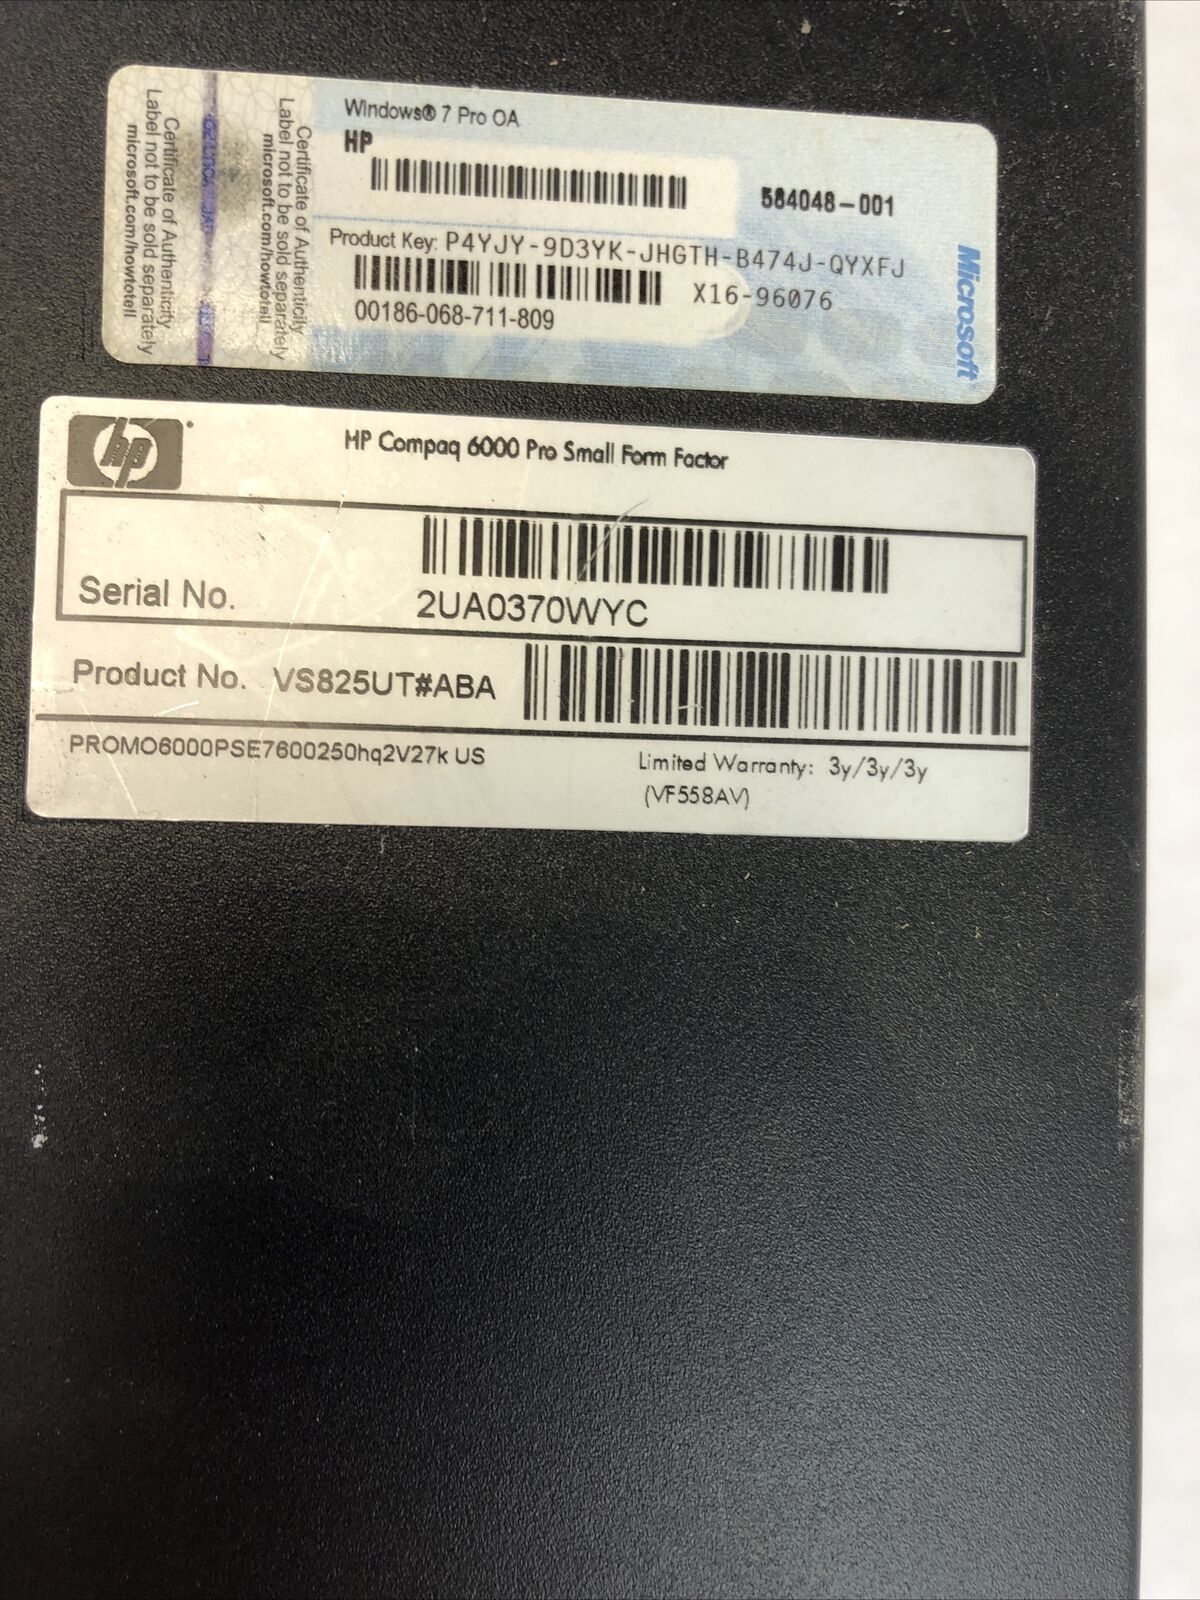 Certificate of Authenticity
Label not to be sold separately
microsoft.com/howtotell
Certificate of Authenticity
Label not to be sold separately
microsoft.com/howtotell
Windows® 7 Pro OA
HP
584048-001
Product Key: P4YJY-9D3YK-JHGTH-B474J-QYXFJ
X16-96076
00186-068-711-809
Microsoft
hp
HP Compaq 6000 Pro Small Form Factor
Serial No. 2UA0370WYC
Product No. VS825UT#ABA
PROMO6000PSE7600250hq2V27k US
Limited Warranty: 3y/3y/3y
(VF558AV)